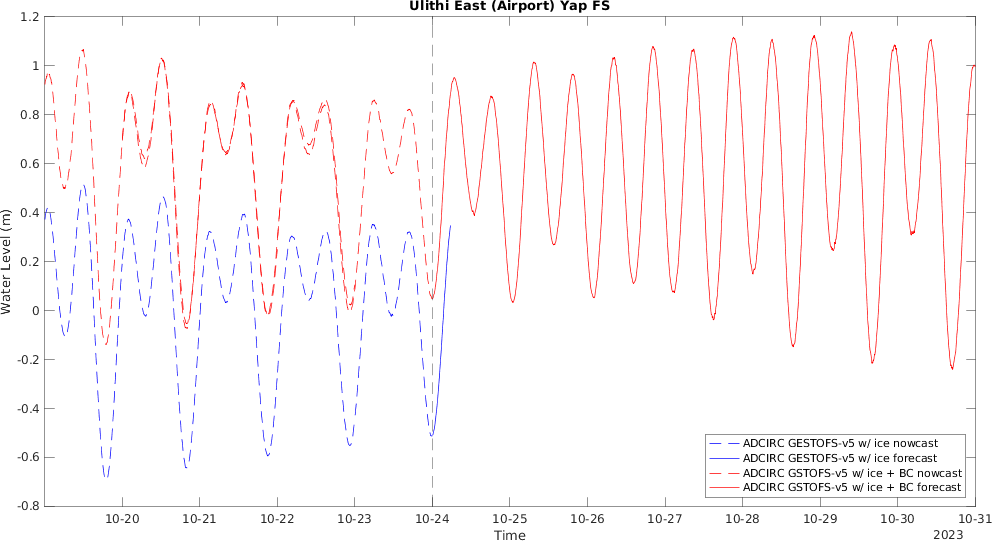 Ulithi East (Airport) Yap FS
1.2
1
0.8
0.6
0.4
0.2
0
-0.2
-0.4
-0.6
-0.8
Water Level (m)
ADCIRC GESTOFS-v5 w/ ice nowcast
ADCIRC GESTOFS-v5 w/ ice forecast
ADCIRC GSTOFS-v5 w/ ice + BC nowcast
ADCIRC GSTOFS-v5 w/ ice + BC forecast
10-20 10-21 10-22 10-23 10-24 10-25 10-26 10-27 10-28 10-29 10-30 10-31
Time
2023